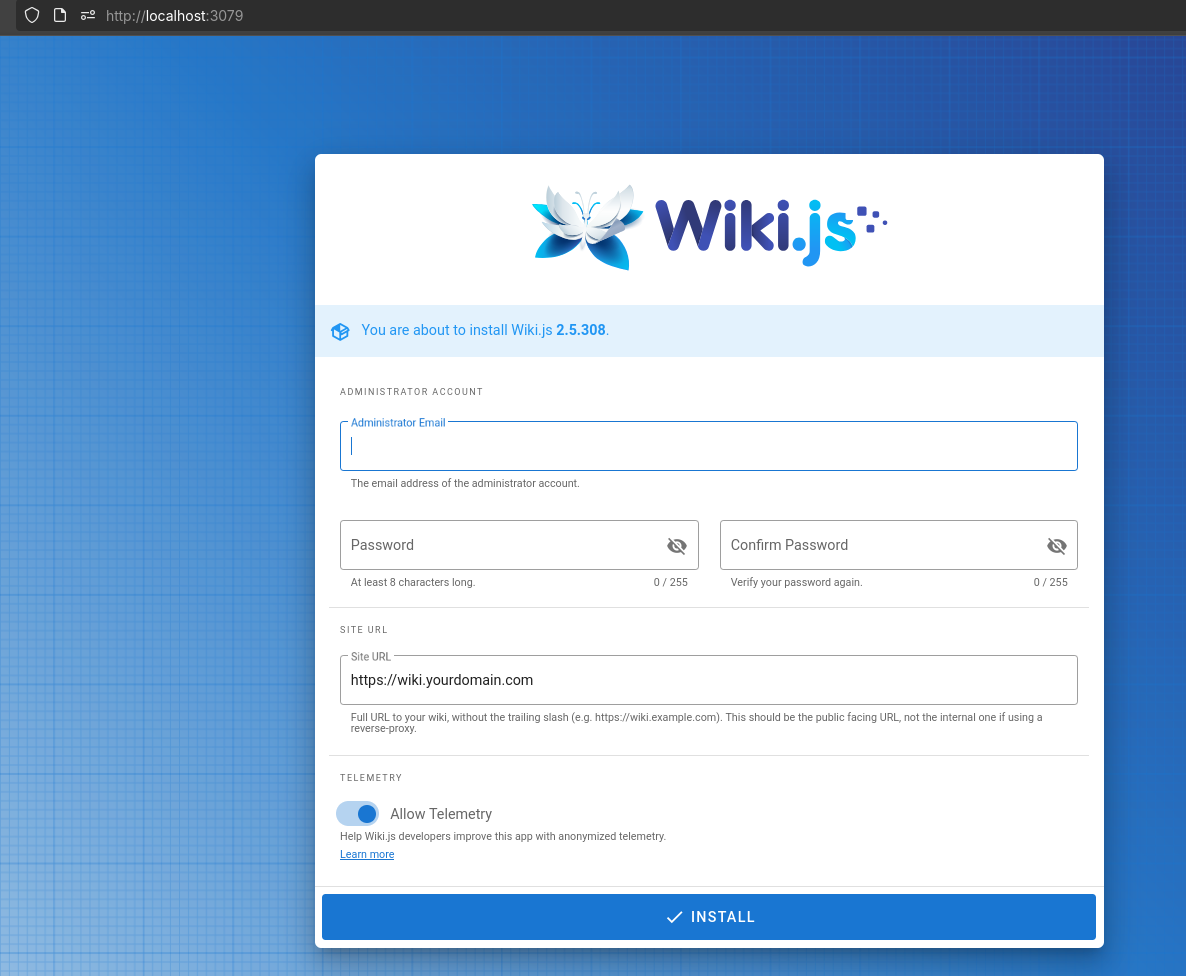 http://localhost:3079
Wiki.js
You are about to install Wiki.js 2.5.308.
ADMINISTRATOR ACCOUNT
Administrator Email
The email address of the administrator account.
Password
Confirm Password
At least 8 characters long.
0 / 255
Verify your password again.
0 / 255
SITE URL
Site URL
https://wiki.yourdomain.com
Full URL to your wiki, without the trailing slash (e.g. https://wiki.example.com). This should be the public facing URL, not the internal one if using a
reverse-proxy.
TELEMETRY
Allow Telemetry
Help Wiki.js developers improve this app with anonymized telemetry.
Learn more
INSTALL